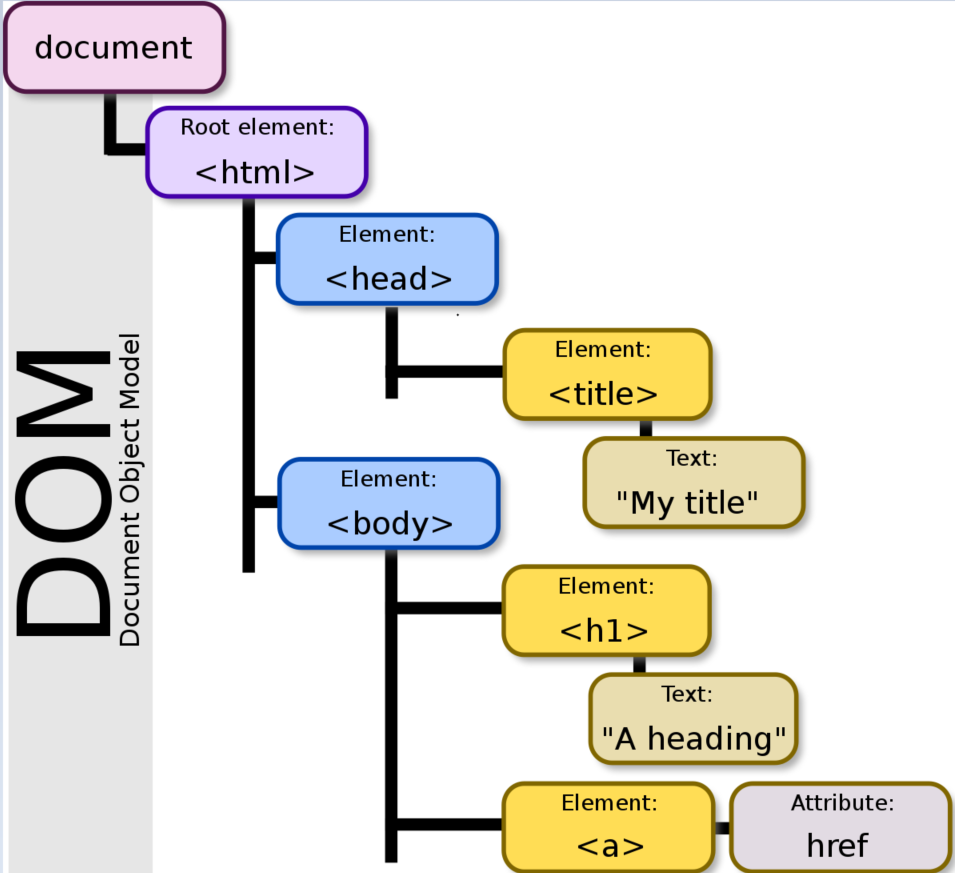 document
Root element:
<html>
Element:
<head>
Element:
<title>
Text:
"My title"
Element:
<body>
Element:
<h1>
Text:
"A heading"
Element:
<a>
Attribute:
href
DOM
Document Object Model